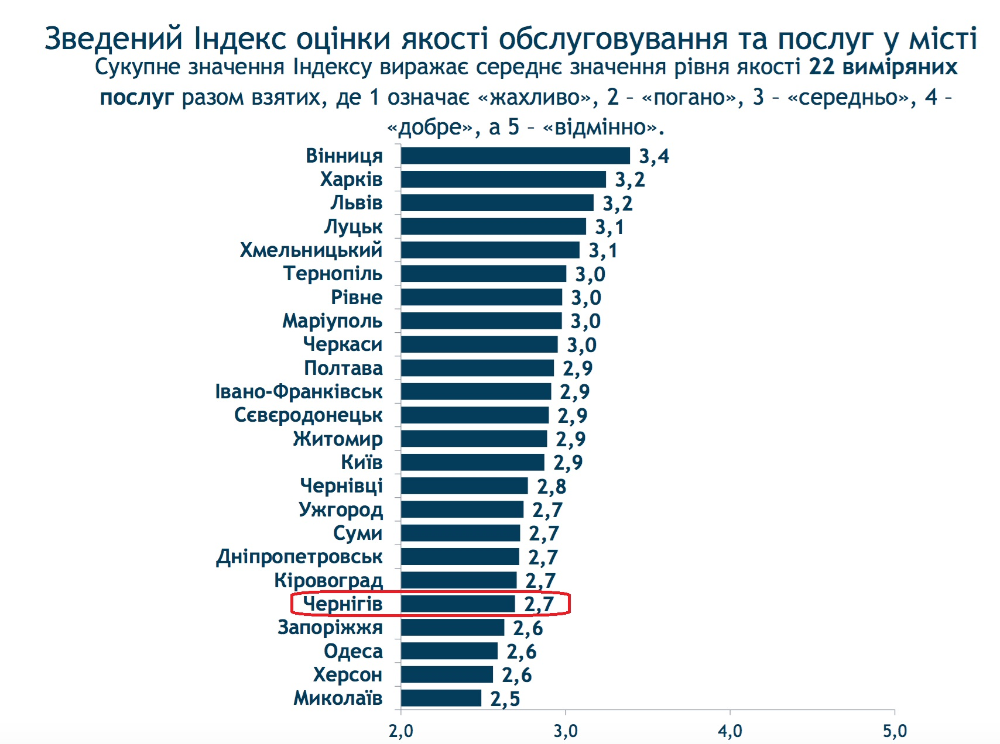 Зведений Індекс оцінки якості обслуговування та послуг у місті
Сукупне значення Індексу виражає середнє значення рівня якості 22 виміряних
послуг разом взятих, де 1 означає «жахливо», 2 – «погано», 3 – «середньо», 4 –
«добре», а 5 – «відмінно».
Вінниця 3,4
Харків 3,2
Львів 3,2
Луцьк 3,1
Хмельницький 3,1
Тернопіль 3,0
Рівне 3,0
Маріуполь 3,0
Черкаси 3,0
Полтава 2,9
Івано-Франківськ 2,9
Сєвєродонецьк 2,9
Житомир 2,9
Київ 2,9
Чернівці 2,8
Ужгород 2,7
Суми 2,7
Дніпропетровськ 2,7
Кіровоград 2,7
Чернігів 2,7
Запоріжжя 2,6
Одеса 2,6
Херсон 2,6
Миколаїв 2,5
2,0 3,0 4,0 5,0